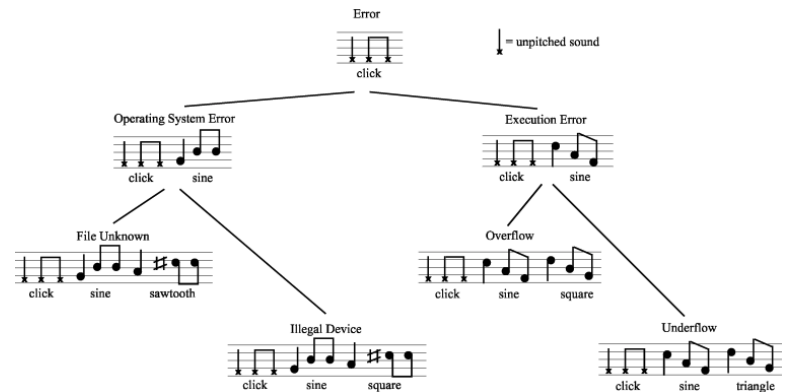 Error
= unpitched sound
click
Operating System Error
click sine
Execution Error
click sine
File Unknown
click sine sawtooth
Overflow
click sine square
Illegal Device
click sine square
Underflow
click sine triangle